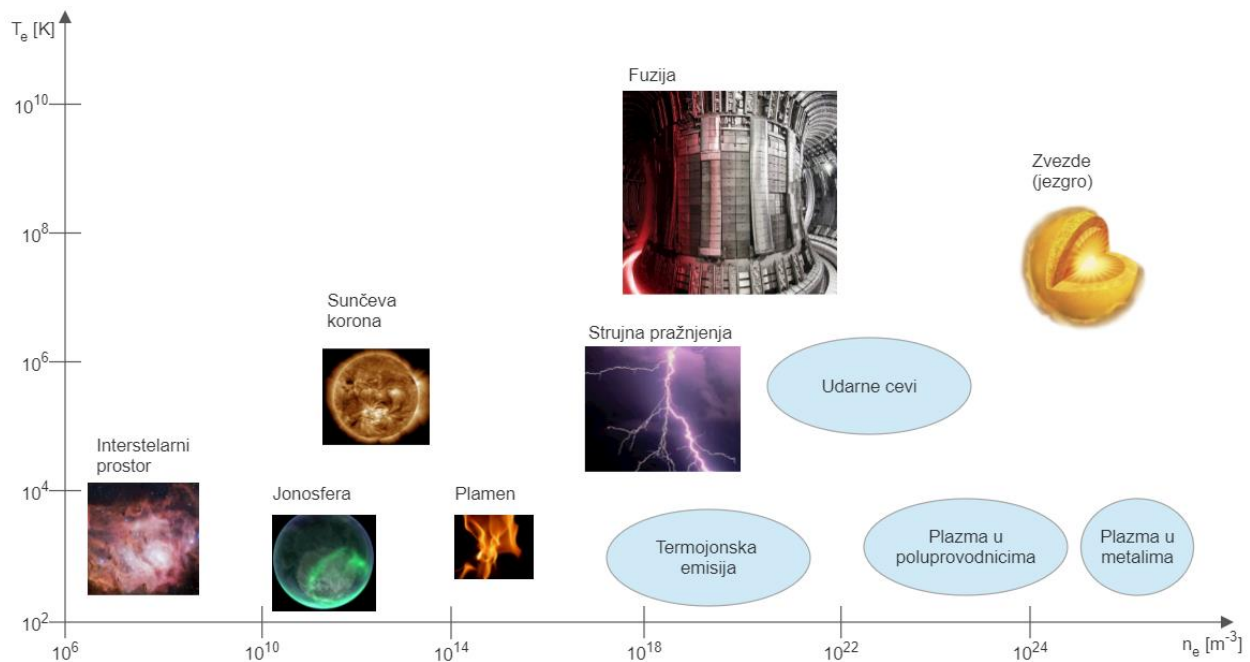 T_e [K]
Fuzija
10^10
Zvezde
(jezgro)
10^8
Sunčeva
korona
Strujna pražnjenja
10^6
Udarne cevi
Interstelarni
prostor
10^4
Jonosfera
Plamen
Termojonska
emisija
Plazma u
poluprovodnicima
Plazma u
metalima
10^2
10^6
10^10
10^14
10^18
10^22
10^24
n_e [m^-3]